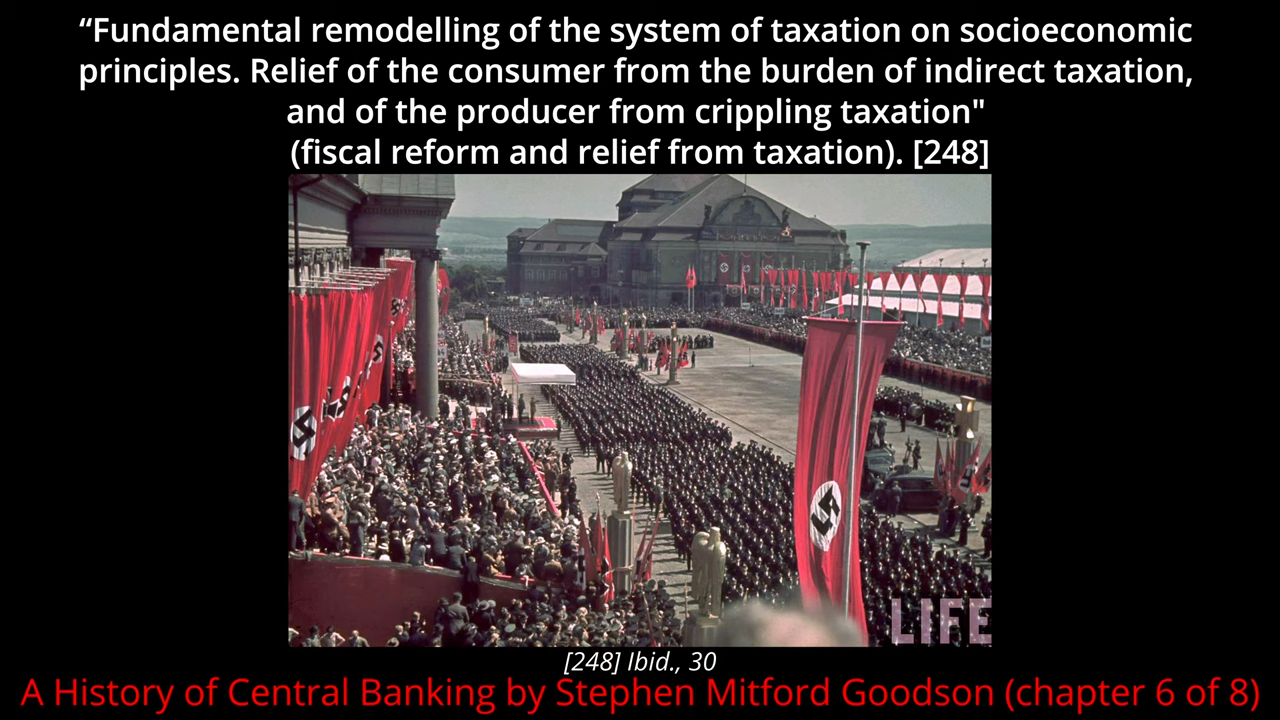 “Fundamental remodelling of the system of taxation on socioeconomic
principles. Relief of the consumer from the burden of indirect taxation,
and of the producer from crippling taxation"
(fiscal reform and relief from taxation). [248]
LIFE
[248] Ibid., 30
A History of Central Banking by Stephen Mitford Goodson (chapter 6 of 8)